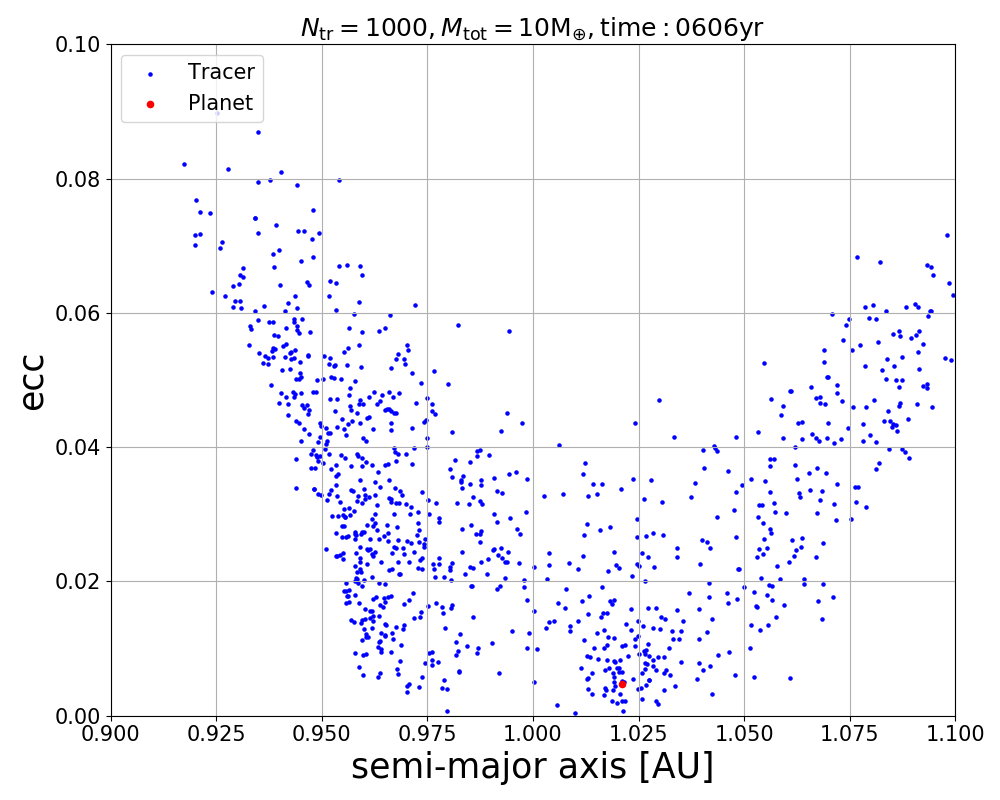 N_tr = 1000, M_tot = 10M_⊕, time : 0606yr
Tracer
Planet
0.10
0.08
0.06
0.04
0.02
0.00
ecc
0.900 0.925 0.950 0.975 1.000 1.025 1.050 1.075 1.100
semi-major axis [AU]